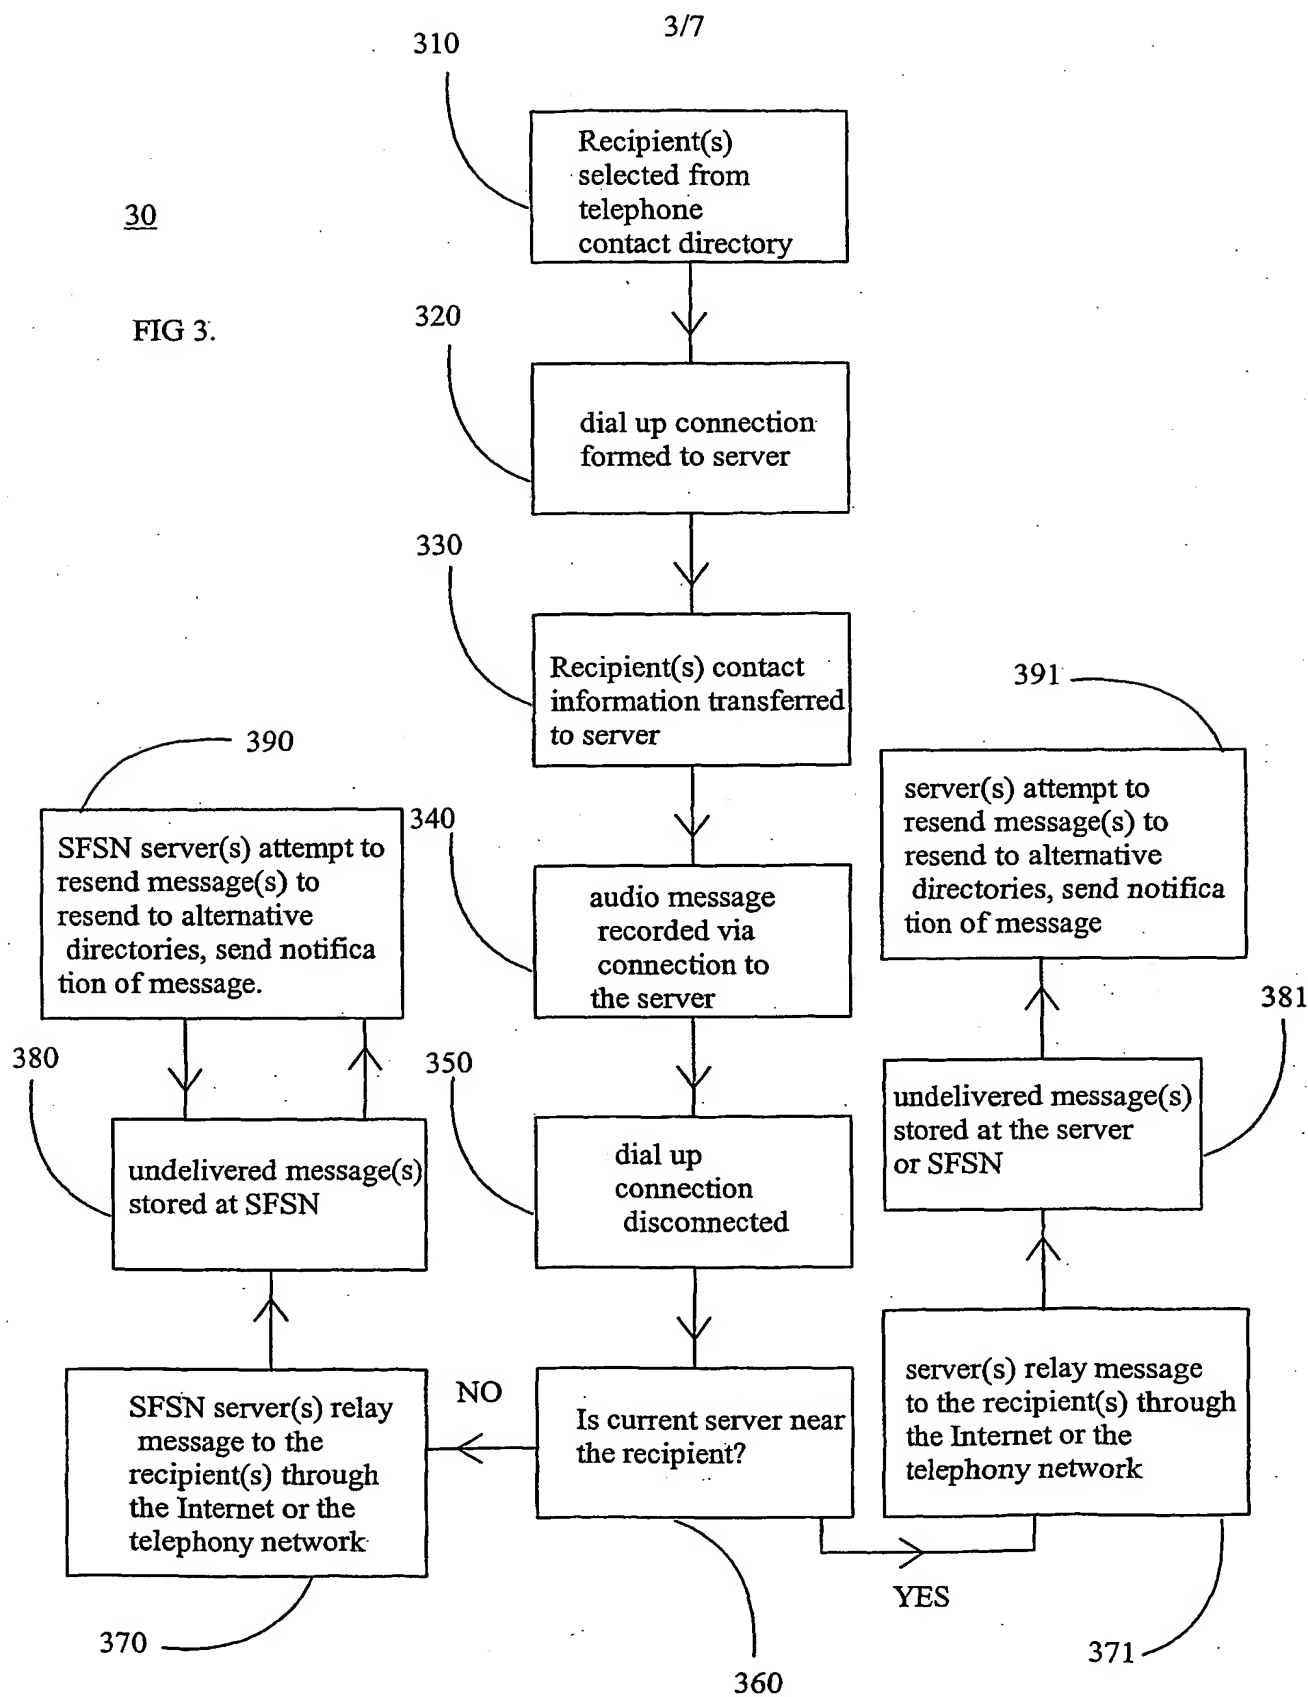 3/7
310
Recipient(s)
selected from
telephone
contact directory
30
FIG 3.
320
dial up connection
formed to server
330
Recipient(s) contact
information transferred
to server
391
390
server(s) attempt to
resend message(s) to
resend to alternative
directories, send notifica
tion of message
SFSN server(s) attempt to
resend message(s) to
resend to alternative
directories, send notifica
tion of message.
340
audio message
recorded via
connection to
the server
381
380
350
undelivered message(s)
stored at the server
or SFSN
undelivered message(s)
stored at SFSN
dial up
connection
disconnected
server(s) relay message
to the recipient(s) through
the Internet or the
telephony network
NO
SFSN server(s) relay
message to the
recipient(s) through
the Internet or the
telephony network
Is current server near
the recipient?
YES
370
371
360